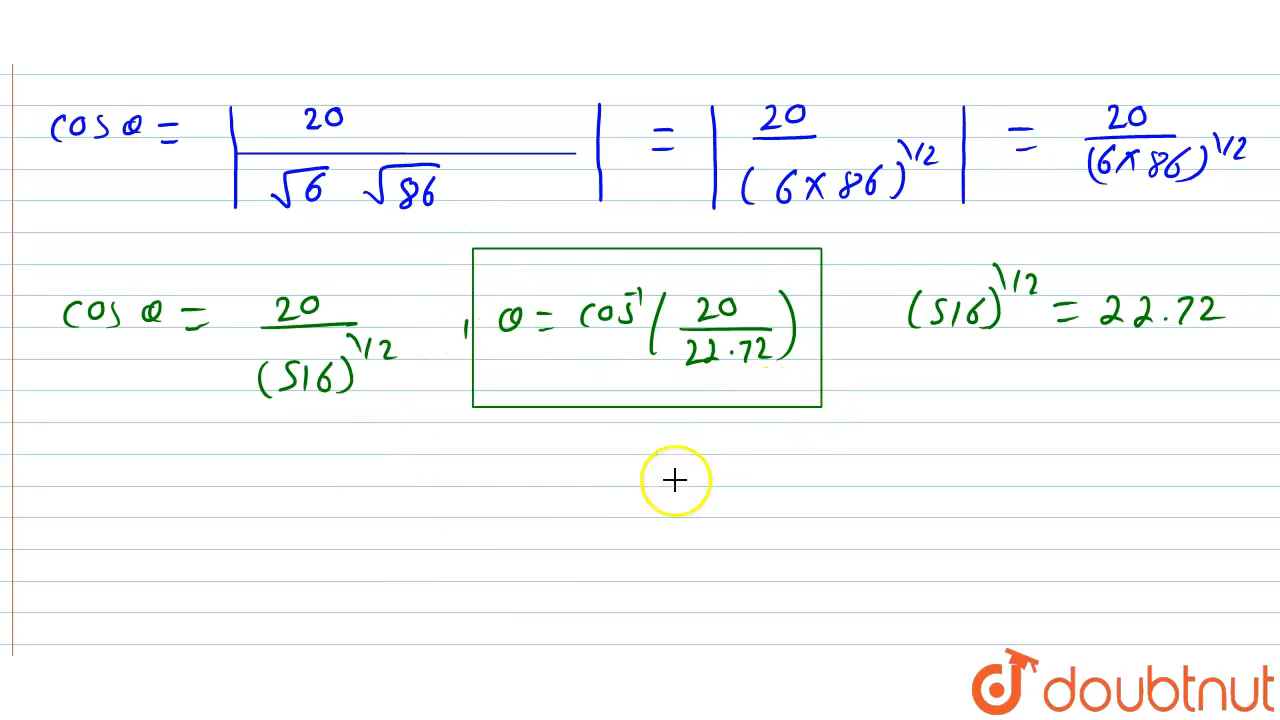 cos θ = | 20 / √6 √86 | = | 20 / (6×86)^1/2 | = 20 / (6×86)^1/2
cos θ = 20 / (516)^1/2 , θ = cos^-1 ( 20 / 22.72 ) (516)^1/2 = 22.72
doubtnut